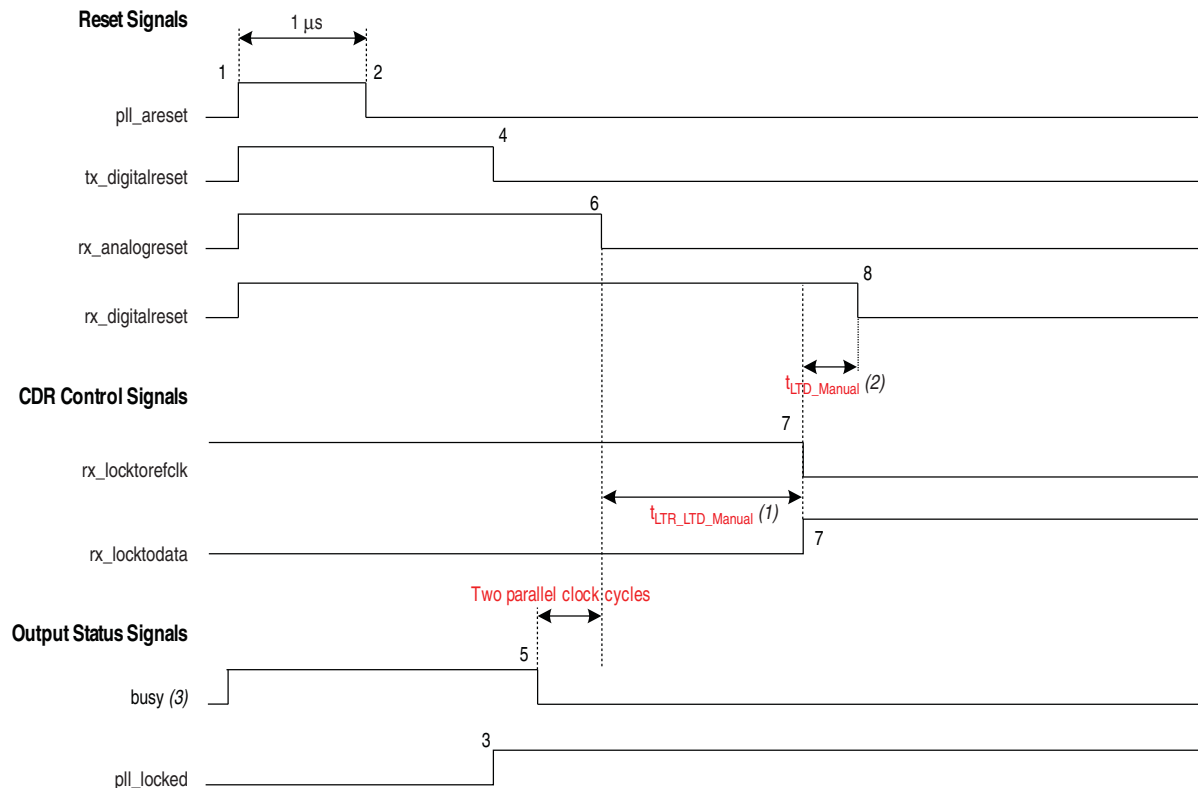 Reset Signals
1 µs
1
2
pll_areset
4
tx_digitalreset
6
rx_analogreset
8
rx_digitalreset
tLTD_Manual (2)
CDR Control Signals
7
rx_locktorefclk
tLTR_LTD_Manual (1)
7
rx_locktodata
Two parallel clock cycles
Output Status Signals
5
busy (3)
3
pll_locked